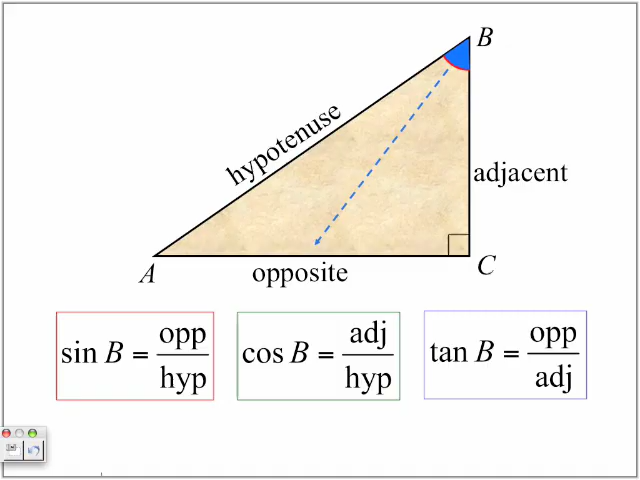 B
hypotenuse
adjacent
A
opposite
C
sin B = opp/hyp
cos B = adj/hyp
tan B = opp/adj